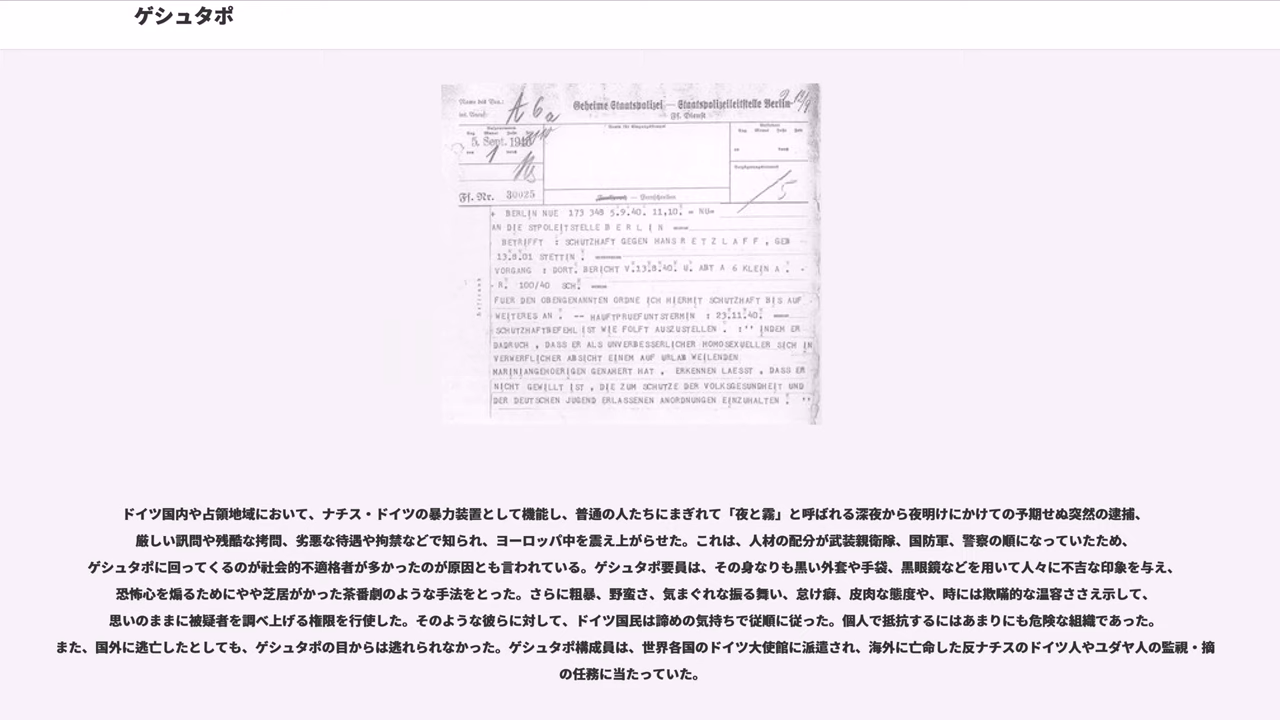 ゲシュタポ
Geheime Staatspolizei — Staatspolizeileitstelle Berlin
A 6a
5. Sept. 1940
30025
+ BERLIN NUE 173 348 5.9.40. 11,10. = NU=
AN DIE STPOLEITSTELLE B E R L I N
BETRIFFT : SCHUTZHAFT GEGEN HANS R E T Z L A F F , GEB
13.8.01 STETTIN .
VORGANG : DORT. BERICHT V.13.8.40. U. ABT A 6 KLEIN A . -
R. 100/40 SCH.
FUER DEN OBENGENANNTEN ORDNE ICH HIERMIT SCHUTZHAFT BIS AUF
WEITERES AN . -- HAUFTPRUEFUNTSTERMIN : 23.11.40.
SCHUTZHAFTBEFEHL IST WIE FOLFT AUSZUSTELLEN . :'' INDEM ER
DADRUCH , DASS ER ALS UNVERBESSERLICHER HOMOSEXUELLER SICH IN
VERWERFLICHER ABSICHT EINEM AUF URLAB WEILENDEN
MARINIANGEHOERIGEN GENAHERT HAT , ERKENNEN LAESST , DASS ER
NICHT GEWILLT IST , DIE ZUM SCHUTZE DER VOLKSGESUNDHEIT UND
DER DEUTSCHEN JUGEND ERLASSENEN ANORDNUNGEN EINZUHALTEN . ''
ドイツ国内や占領地域において、ナチス・ドイツの暴力装置として機能し、普通の人たちにまぎれて「夜と霧」と呼ばれる深夜から夜明けにかけての予期せぬ突然の逮捕、
厳しい訊問や残酷な拷問、劣悪な待遇や拘禁などで知られ、ヨーロッパ中を震え上がらせた。これは、人材の配分が武装親衛隊、国防軍、警察の順になっていたため、
ゲシュタポに回ってくるのが社会的不適格者が多かったのが原因とも言われている。ゲシュタポ要員は、その身なりも黒い外套や手袋、黒眼鏡などを用いて人々に不吉な印象を与え、
恐怖心を煽るためにやや芝居がかった茶番劇のような手法をとった。さらに粗暴、野蛮さ、気まぐれな振る舞い、怠け癖、皮肉な態度や、時には欺瞞的な温容ささえ示して、
思いのままに被疑者を調べ上げる権限を行使した。そのような彼らに対して、ドイツ国民は諦めの気持ちで従順に従った。個人で抵抗するにはあまりにも危険な組織であった。
また、国外に逃亡したとしても、ゲシュタポの目からは逃れられなかった。ゲシュタポ構成員は、世界各国のドイツ大使館に派遣され、海外に亡命した反ナチスのドイツ人やユダヤ人の監視・摘
の任務に当たっていた。